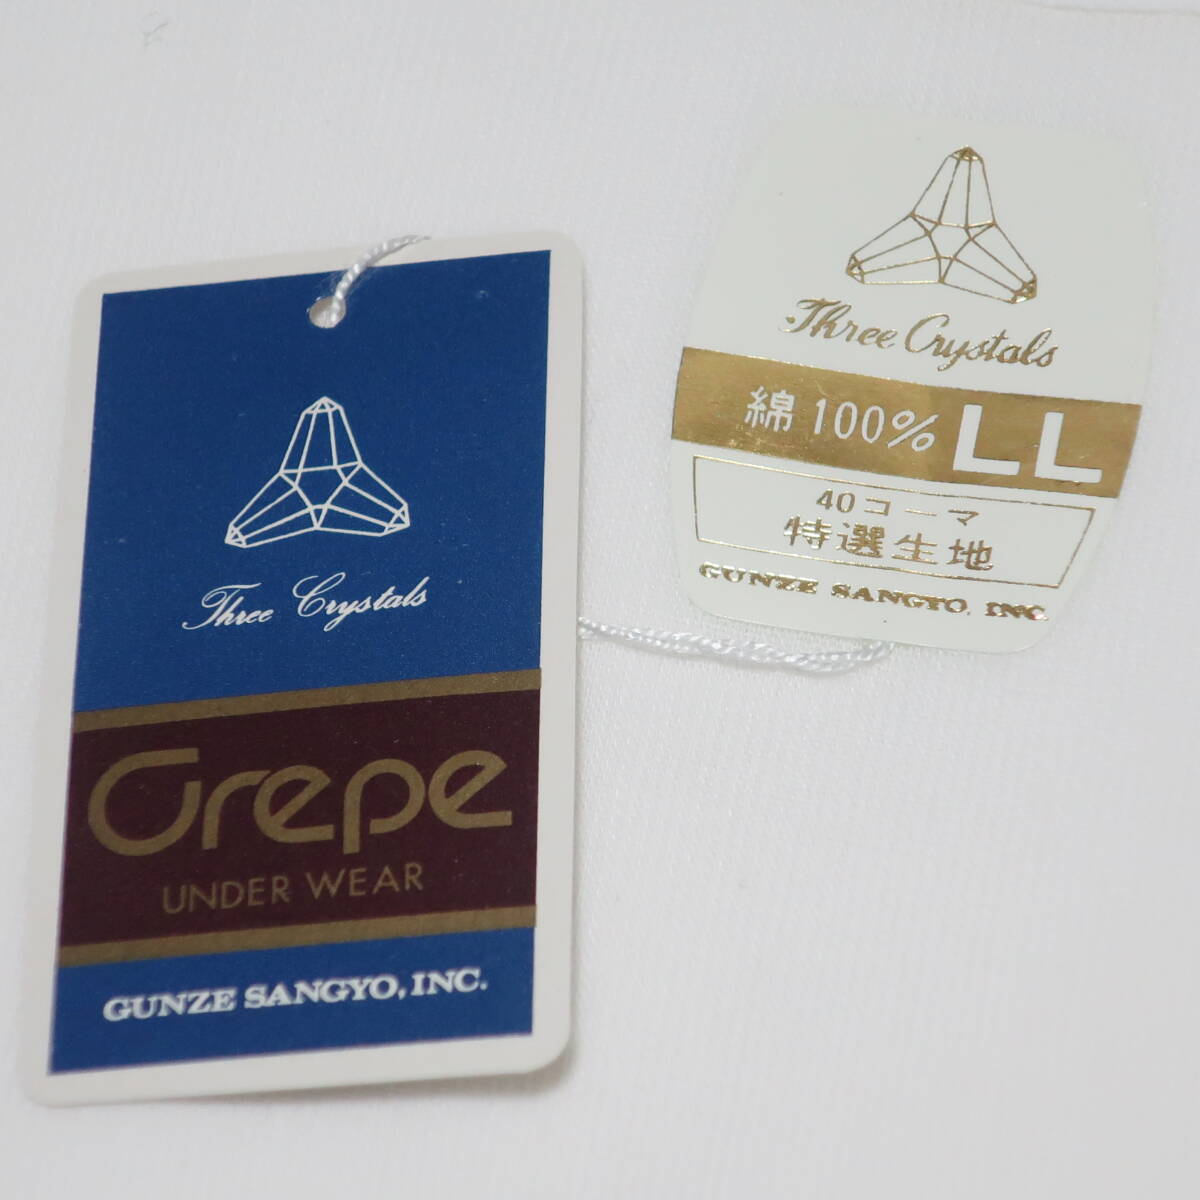 Three Crystals
Crepe
UNDER WEAR
GUNZE SANGYO, INC.
Three Crystals
綿 100% LL
40コーマ
特選生地
GUNZE SANGYO, INC.